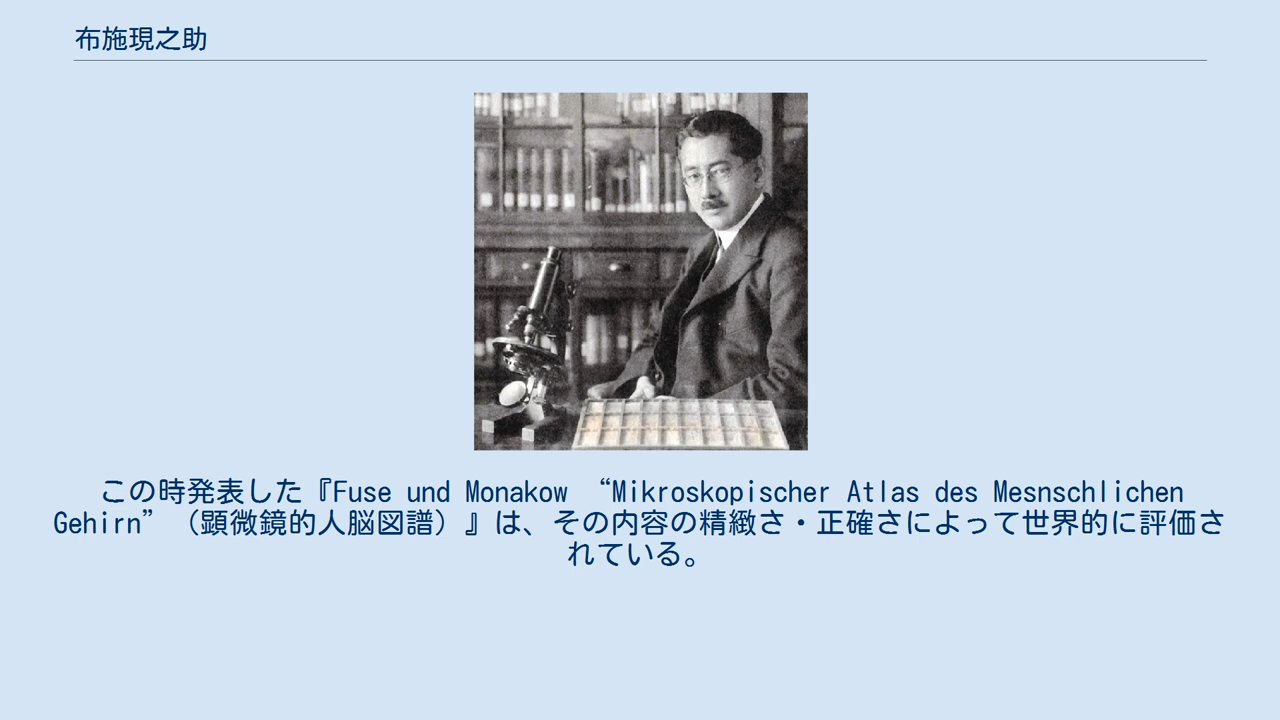 布施現之助
この時発表した『Fuse und Monakow “Mikroskopischer Atlas des Mesnschlichen
Gehirn”（顕微鏡的人脳図譜）』は、その内容の精緻さ・正確さによって世界的に評価さ
れている。